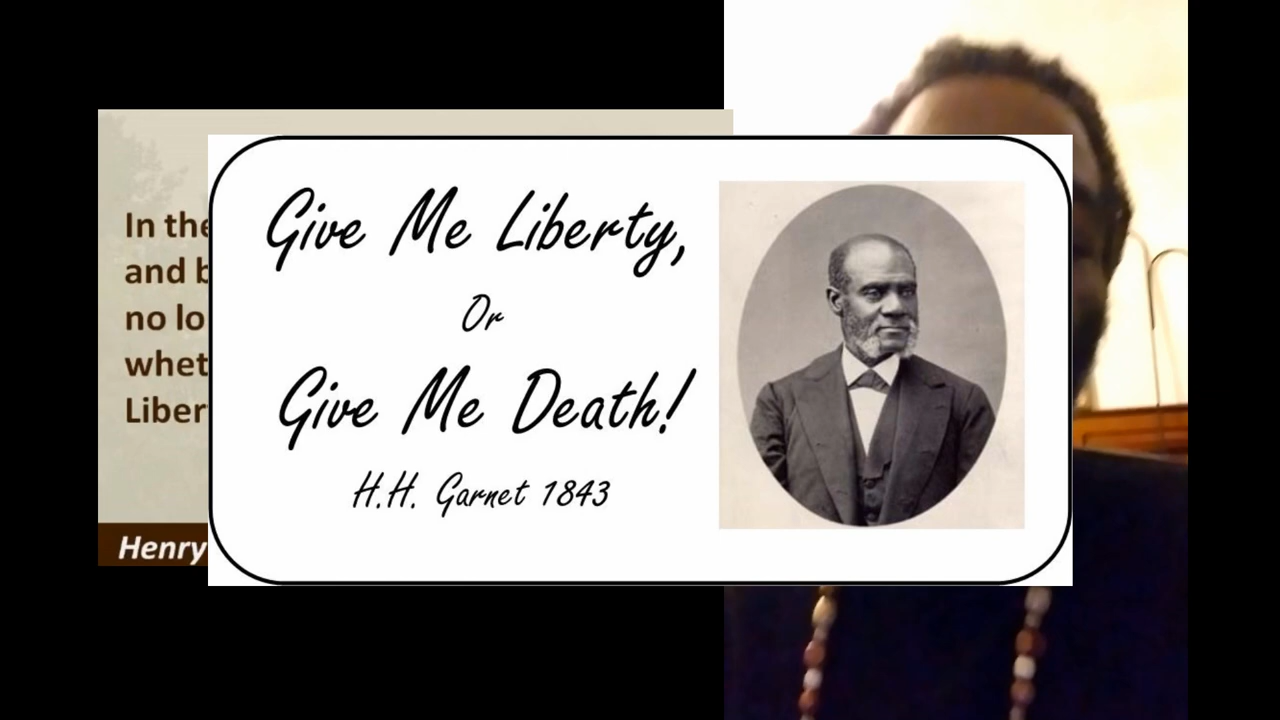 In the
and b
no lo
whet
Liber
Henry
Give Me Liberty,
Or
Give Me Death!
H.H. Garnet 1843